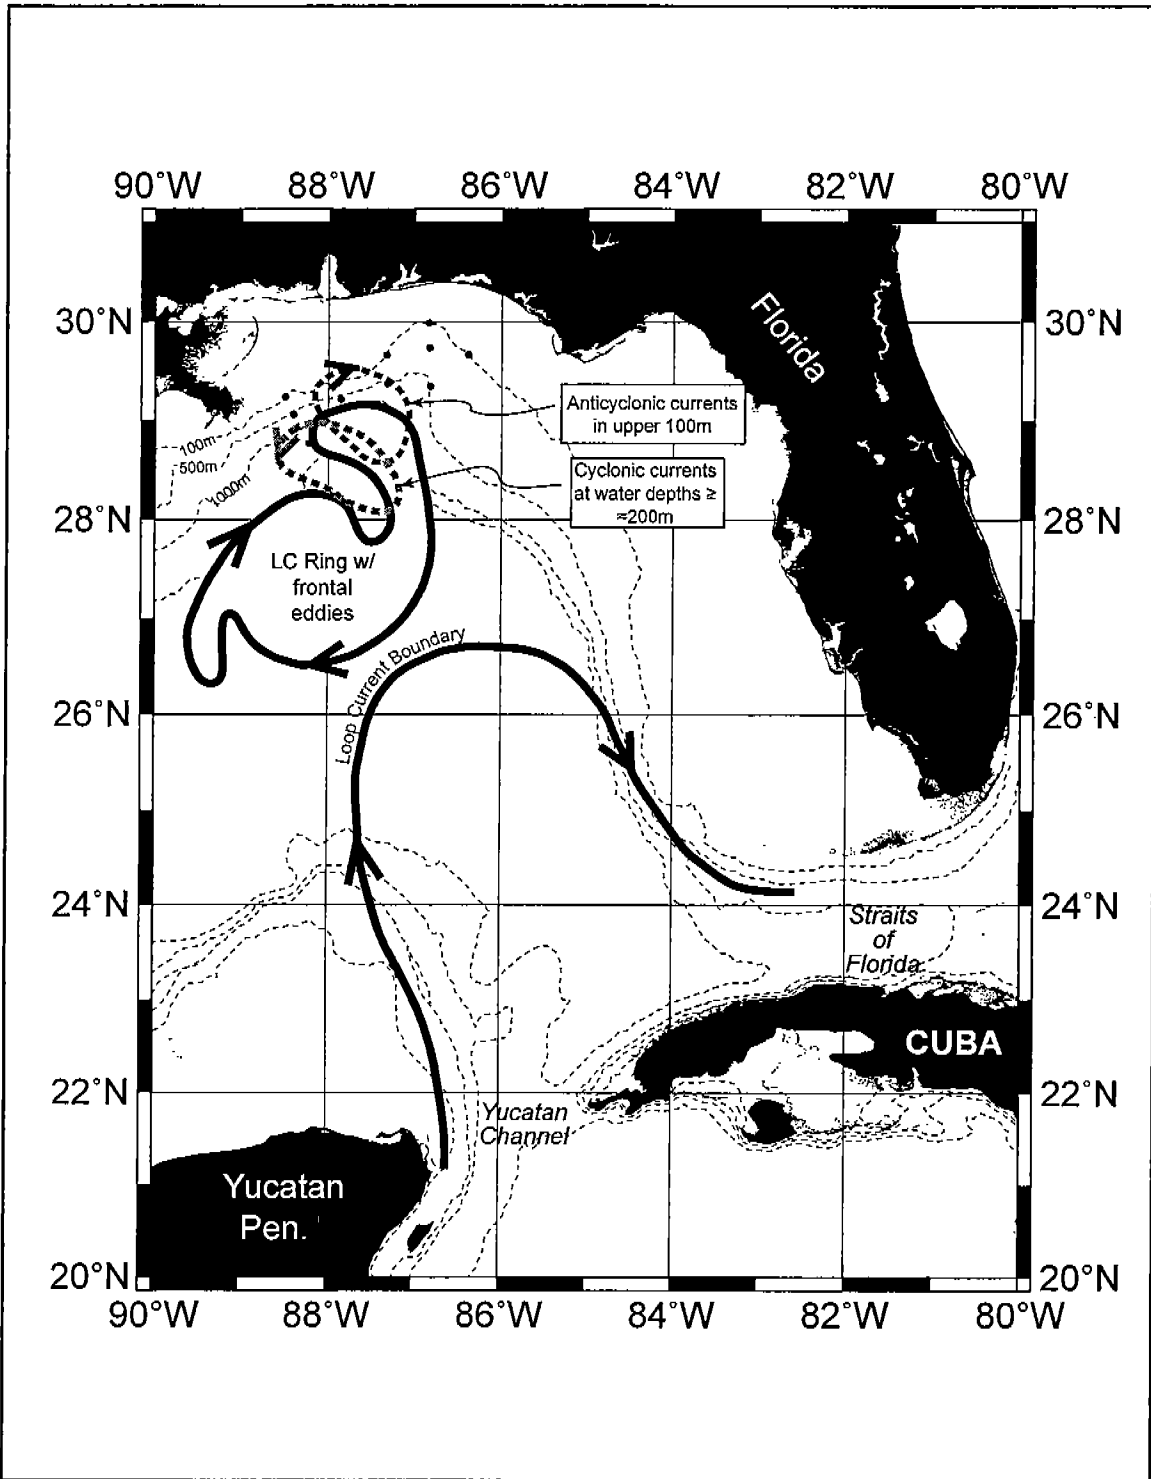 90°W 88°W 86°W 84°W 82°W 80°W
30°N
30°N
Florida
Anticyclonic currents
in upper 100m
100m
500m
1000m
Cyclonic currents
at water depths ≥
≈200m
28°N
28°N
LC Ring w/
frontal
eddies
Loop Current Boundary
26°N
26°N
24°N
24°N
Straits
of
Florida
CUBA
22°N
22°N
Yucatan
Channel
Yucatan
Pen.
20°N
20°N
90°W 88°W 86°W 84°W 82°W 80°W